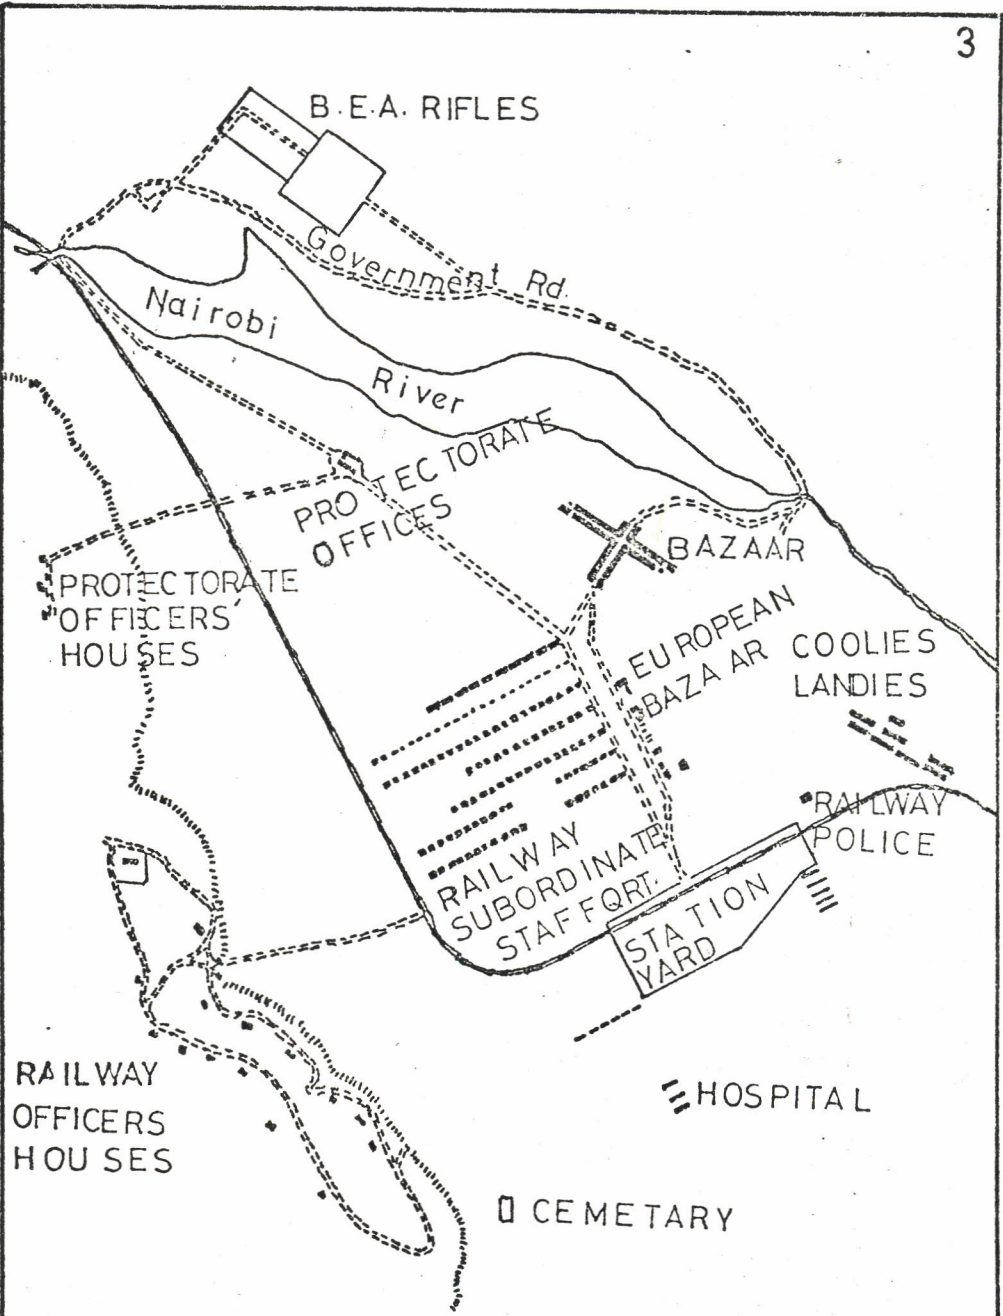 3
B.E.A. RIFLES
Government Rd.
Nairobi River
PROTECTORATE
OFFICES
BAZAAR
PROTECTORATE
OFFICERS'
HOUSES
EUROPEAN
BAZAAR
COOLIES
LANDIES
RAILWAY
POLICE
RAILWAY
SUBORDINATE
STAFF QRT.
STATION
YARD
RAILWAY
OFFICERS
HOUSES
HOSPITAL
CEMETARY